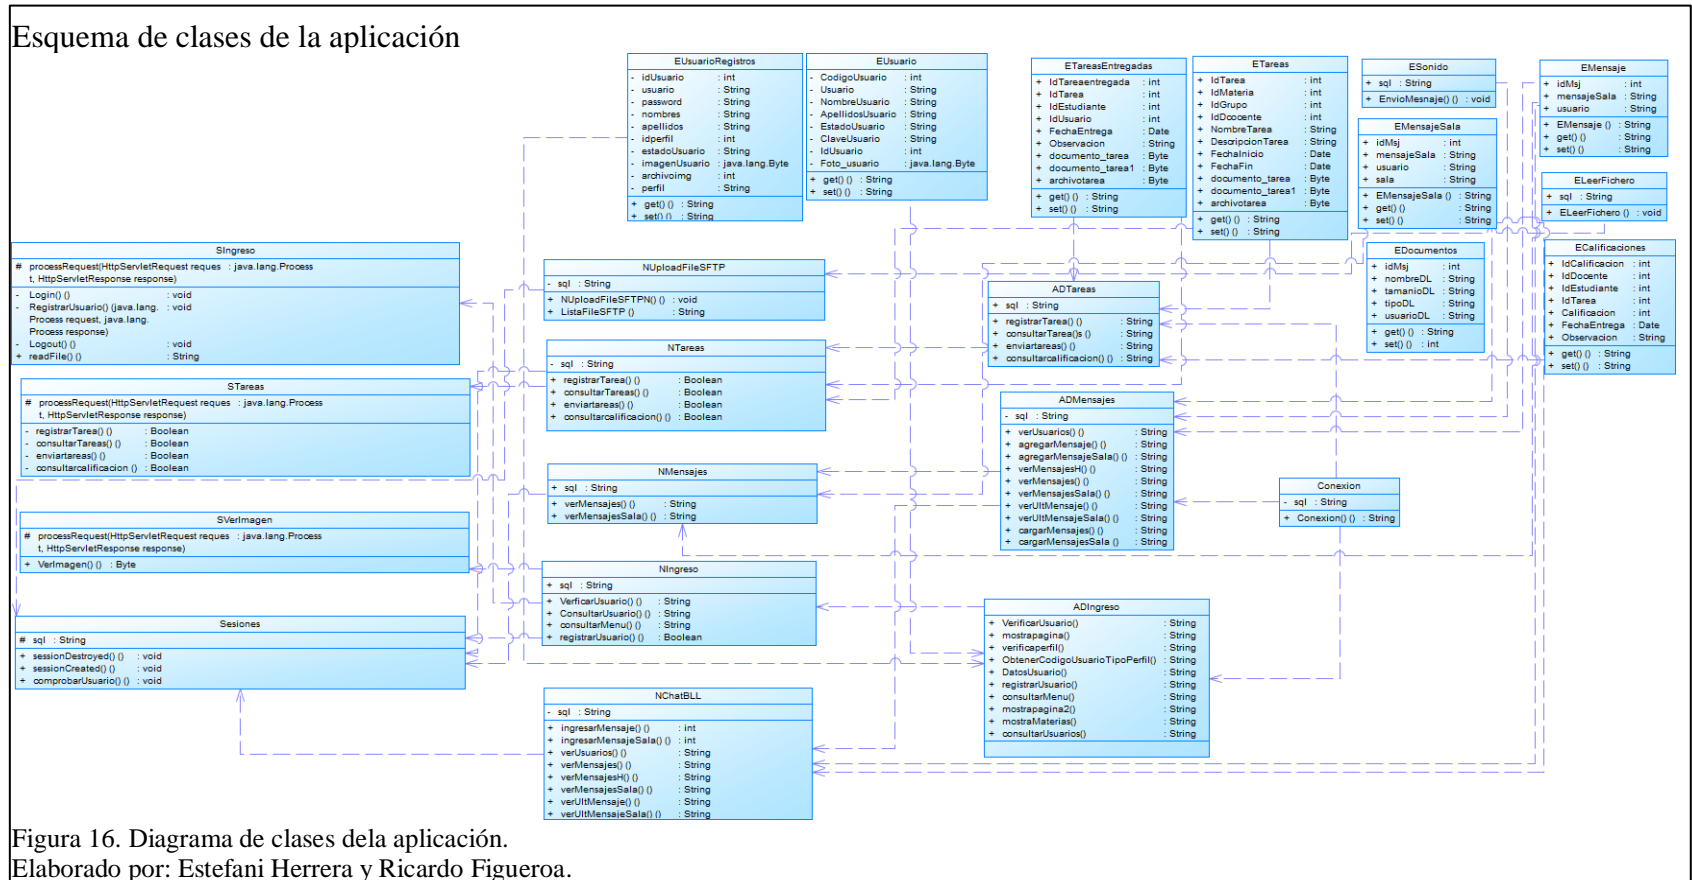 Esquema de clases de la aplicación
EUsuarioRegistros
- idUsuario : int
- usuario : String
- password : String
- nombres : String
- apellidos : String
- idperfil : int
- estadoUsuario : String
- imagenUsuario : java.lang.Byte
- archivoimg : int
- perfil : String
+ get() () : String
+ set() () : String
EUsuario
- CodigoUsuario : int
- Usuario : String
- NombreUsuario : String
- ApellidosUsuario : String
- EstadoUsuario : String
- ClaveUsuario : String
- IdUsuario : int
- Foto_usuario : java.lang.Byte
+ get() () : String
+ set() () : String
ETareasEntregadas
+ IdTareaentregada : int
+ IdTarea : int
+ IdEstudiante : int
+ IdUsuario : int
+ FechaEntrega : Date
+ Observacion : String
+ documento_tarea : Byte
+ documento_tarea1 : Byte
+ archivotarea : Byte
+ get() () : String
+ set() () : String
ETareas
+ IdTarea : int
+ IdMateria : int
+ IdGrupo : int
+ IdDococente : int
+ NombreTarea : String
+ DescripcionTarea : String
+ FechaInicio : Date
+ FechaFin : Date
+ documento_tarea : Byte
+ documento_tarea1 : Byte
+ archivotarea : Byte
+ get() () : String
+ set() () : String
ESonido
+ sql : String
+ EnvioMesnaje() () : void
EMensaje
+ idMsj : int
+ mensajeSala : String
+ usuario : String
+ EMensaje () : String
+ get() () : String
+ set() () : String
EMensajeSala
+ idMsj : int
+ mensajeSala : String
+ usuario : String
+ sala : String
+ EMensajeSala () : String
+ get() () : String
+ set() () : String
ELeerFichero
+ sql : String
+ ELeerFichero () : void
EDocumentos
+ idMsj : int
+ nombreDL : String
+ tamanioDL : String
+ tipoDL : String
+ usuarioDL : String
+ get() () : String
+ set() () : int
ECalificaciones
+ IdCalificacion : int
+ IdDocente : int
+ IdEstudiante : int
+ IdTarea : int
+ Calificacion : int
+ FechaEntrega : Date
+ Observacion : String
+ get() () : String
+ set() () : String
SIngreso
# processRequest(HttpServletRequest reques : java.lang.Process
t, HttpServletResponse response)
- Login() () : void
- RegistrarUsuario() (java.lang. : void
Process request, java.lang.
Process response)
- Logout() () : void
+ readFile() () : String
NUploadFileSFTP
- sql : String
+ NUploadFileSFTPN() () : void
+ ListaFileSFTP () : String
ADTareas
+ sql : String
+ registrarTarea() () : String
+ consultarTarea()s () : String
+ enviartareas() () : String
+ consultarcalificacion() () : String
NTareas
- sql : String
+ registrarTarea() () : Boolean
+ consultarTareas() () : Boolean
+ enviartareas() () : Boolean
+ consultarcalificacion() () : Boolean
STareas
# processRequest(HttpServletRequest reques : java.lang.Process
t, HttpServletResponse response)
- registrarTarea() () : Boolean
- consultarTareas() () : Boolean
- enviartareas() () : Boolean
- consultarcalificacion () : Boolean
ADMensajes
- sql : String
+ verUsuarios() () : String
+ agregarMensaje() () : String
+ agregarMensajeSala() () : String
+ verMensajesH() () : String
+ verMensajes() () : String
+ verMensajesSala() () : String
+ verUltMensaje() () : String
+ verUltMensajeSala() () : String
+ cargarMensajes() () : String
+ cargarMensajesSala () : String
NMensajes
+ sql : String
+ verMensajes() () : String
+ verMensajesSala() () : String
Conexion
- sql : String
+ Conexion() () : String
SVerImagen
# processRequest(HttpServletRequest reques : java.lang.Process
t, HttpServletResponse response)
+ VerImagen() () : Byte
NIngreso
+ sql : String
+ VerficarUsuario() () : String
+ ConsultarUsuario() () : String
+ consultarMenu() () : String
+ registrarUsuario() () : Boolean
ADIngreso
+ VerificarUsuario() : String
+ mostrapagina() : String
+ verificaperfil() : String
+ ObtenerCodigoUsuarioTipoPerfil() : String
+ DatosUsuario() : String
+ registrarUsuario() : String
+ consultarMenu() : String
+ mostrapagina2() : String
+ mostraMaterias() : String
+ consultarUsuarios() : String
Sesiones
# sql : String
+ sessionDestroyed() () : void
+ sessionCreated() () : void
+ comprobarUsuario() () : void
NChatBLL
- sql : String
+ ingresarMensaje() () : int
+ ingresarMensajeSala() () : int
+ verUsuarios() () : String
+ verMensajes() () : String
+ verMensajesH() () : String
+ verMensajesSala() () : String
+ verUltMensaje() () : String
+ verUltMensajeSala() () : String
Figura 16. Diagrama de clases dela aplicación.
Elaborado por: Estefani Herrera y Ricardo Figueroa.